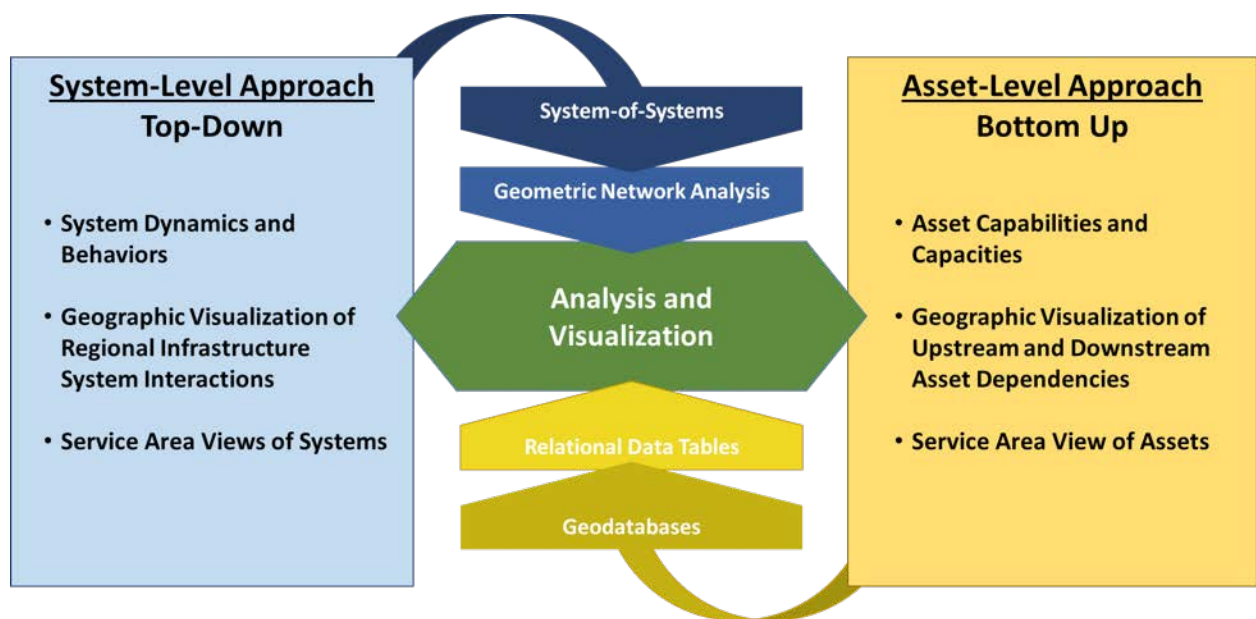 System-Level Approach
Top-Down
• System Dynamics and
Behaviors
• Geographic Visualization of
Regional Infrastructure
System Interactions
• Service Area Views of Systems
System-of-Systems
Geometric Network Analysis
Analysis and
Visualization
Relational Data Tables
Geodatabases
Asset-Level Approach
Bottom Up
• Asset Capabilities and
Capacities
• Geographic Visualization of
Upstream and Downstream
Asset Dependencies
• Service Area View of Assets